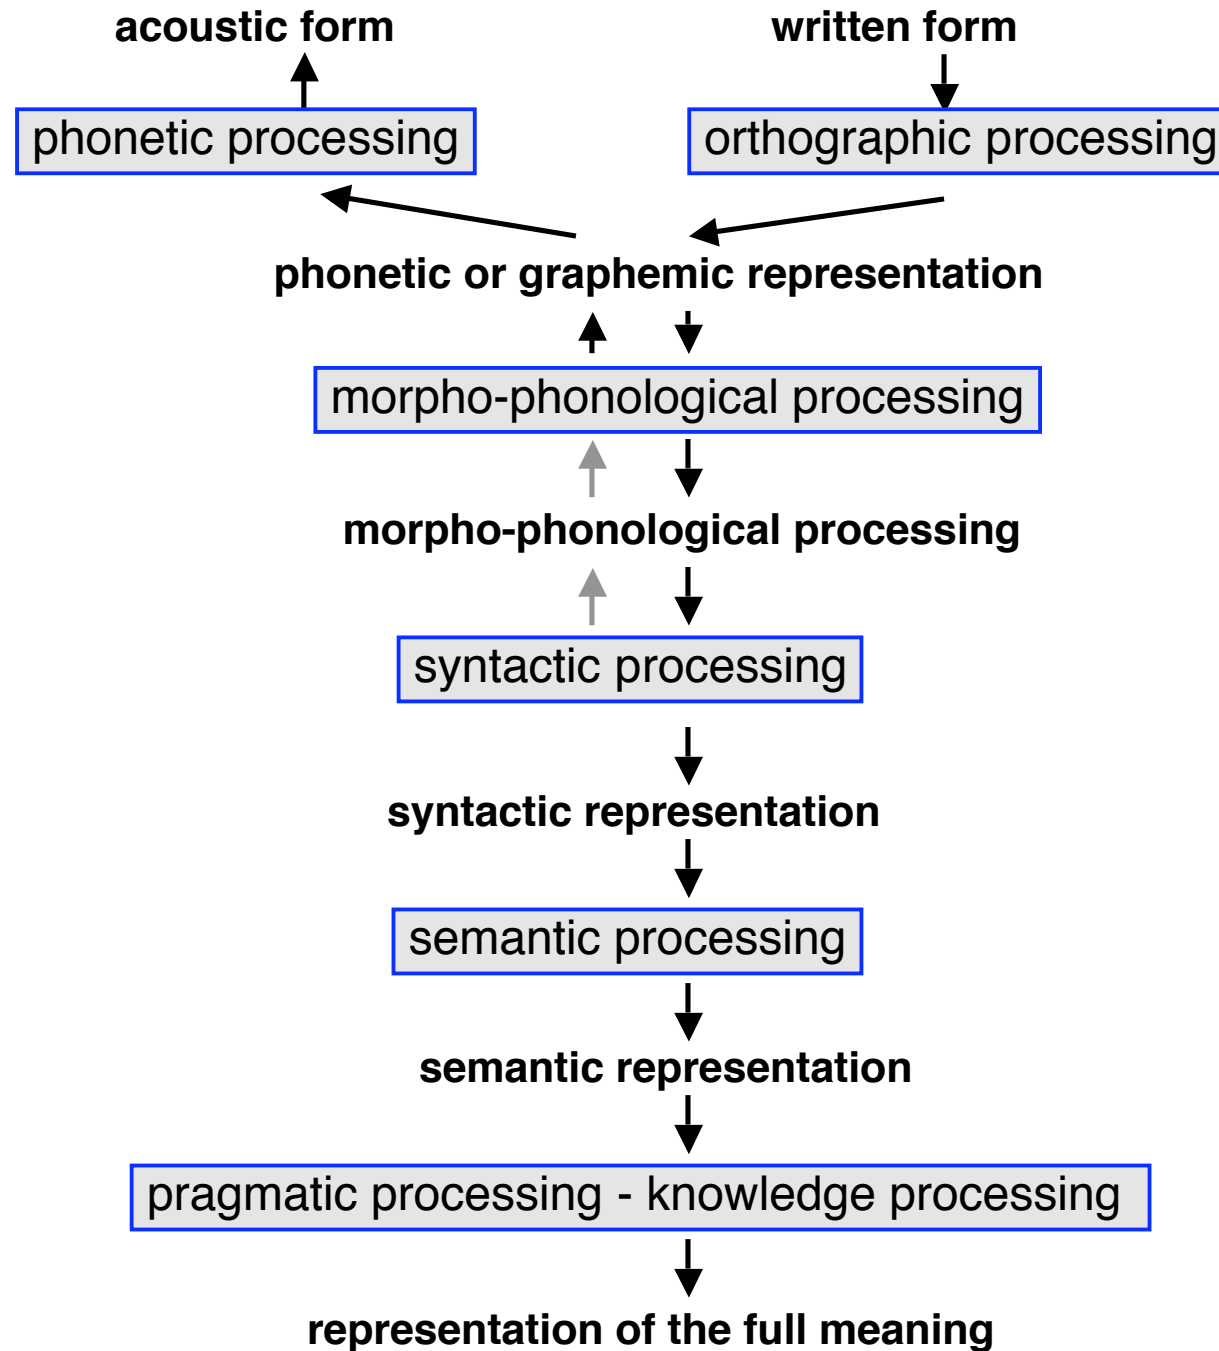 acoustic form
written form
phonetic processing
orthographic processing
phonetic or graphemic representation
morpho-phonological processing
morpho-phonological processing
syntactic processing
syntactic representation
semantic processing
semantic representation
pragmatic processing - knowledge processing
representation of the full meaning